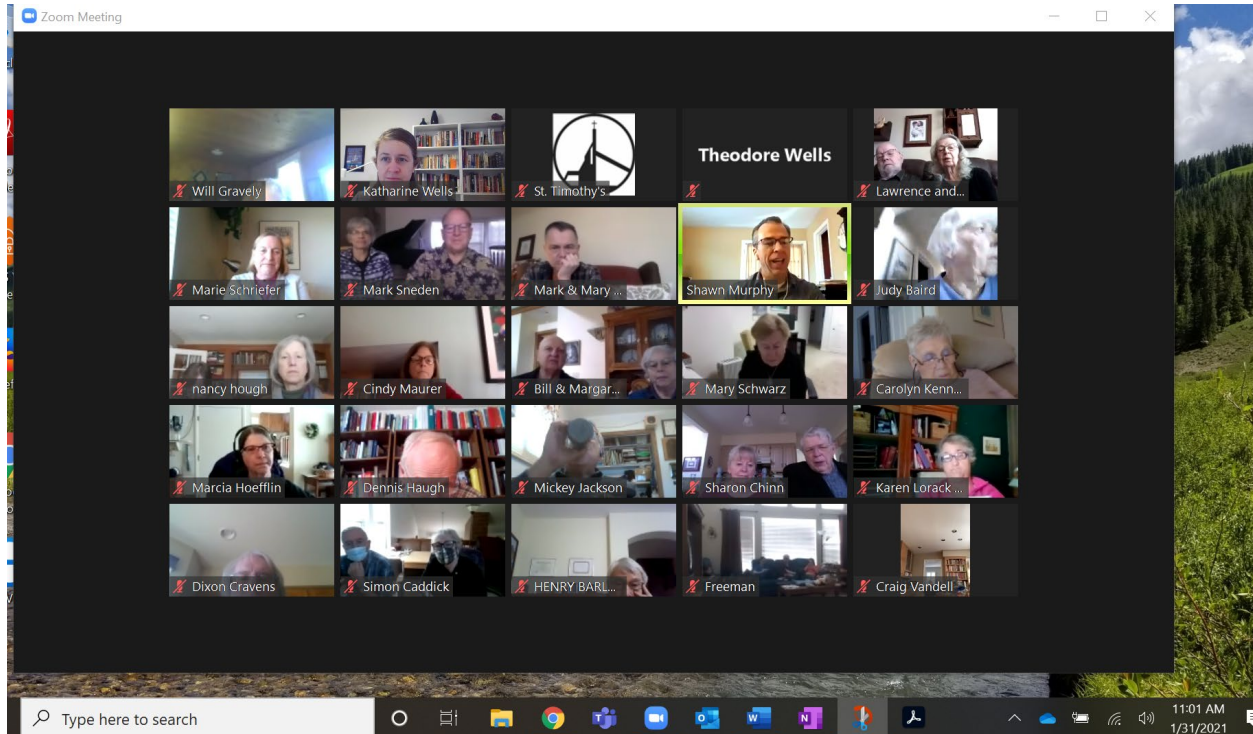 Zoom Meeting
Will Gravely
Katharine Wells
St. Timothy's
Theodore Wells
Lawrence and...
Marie Schriefer
Mark Sneden
Mark & Mary ...
Shawn Murphy
Judy Baird
nancy hough
Cindy Maurer
Bill & Margar...
Mary Schwarz
Carolyn Kenn...
Marcia Hoefflin
Dennis Haugh
Mickey Jackson
Sharon Chinn
Karen Lorack ...
Dixon Cravens
Simon Caddick
HENRY BARL...
Freeman
Craig Vandell
Type here to search
11:01 AM
1/31/2021